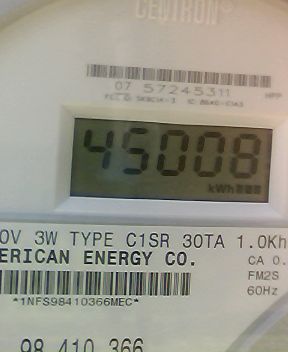 CENTRON®
07 57245311
45008
kWh
0V 3W TYPE C1SR 30TA 1.0Kh
ERICAN ENERGY CO.
CA 0.
FM2S
*1NFS98410366MEC*
60Hz
98 410 366